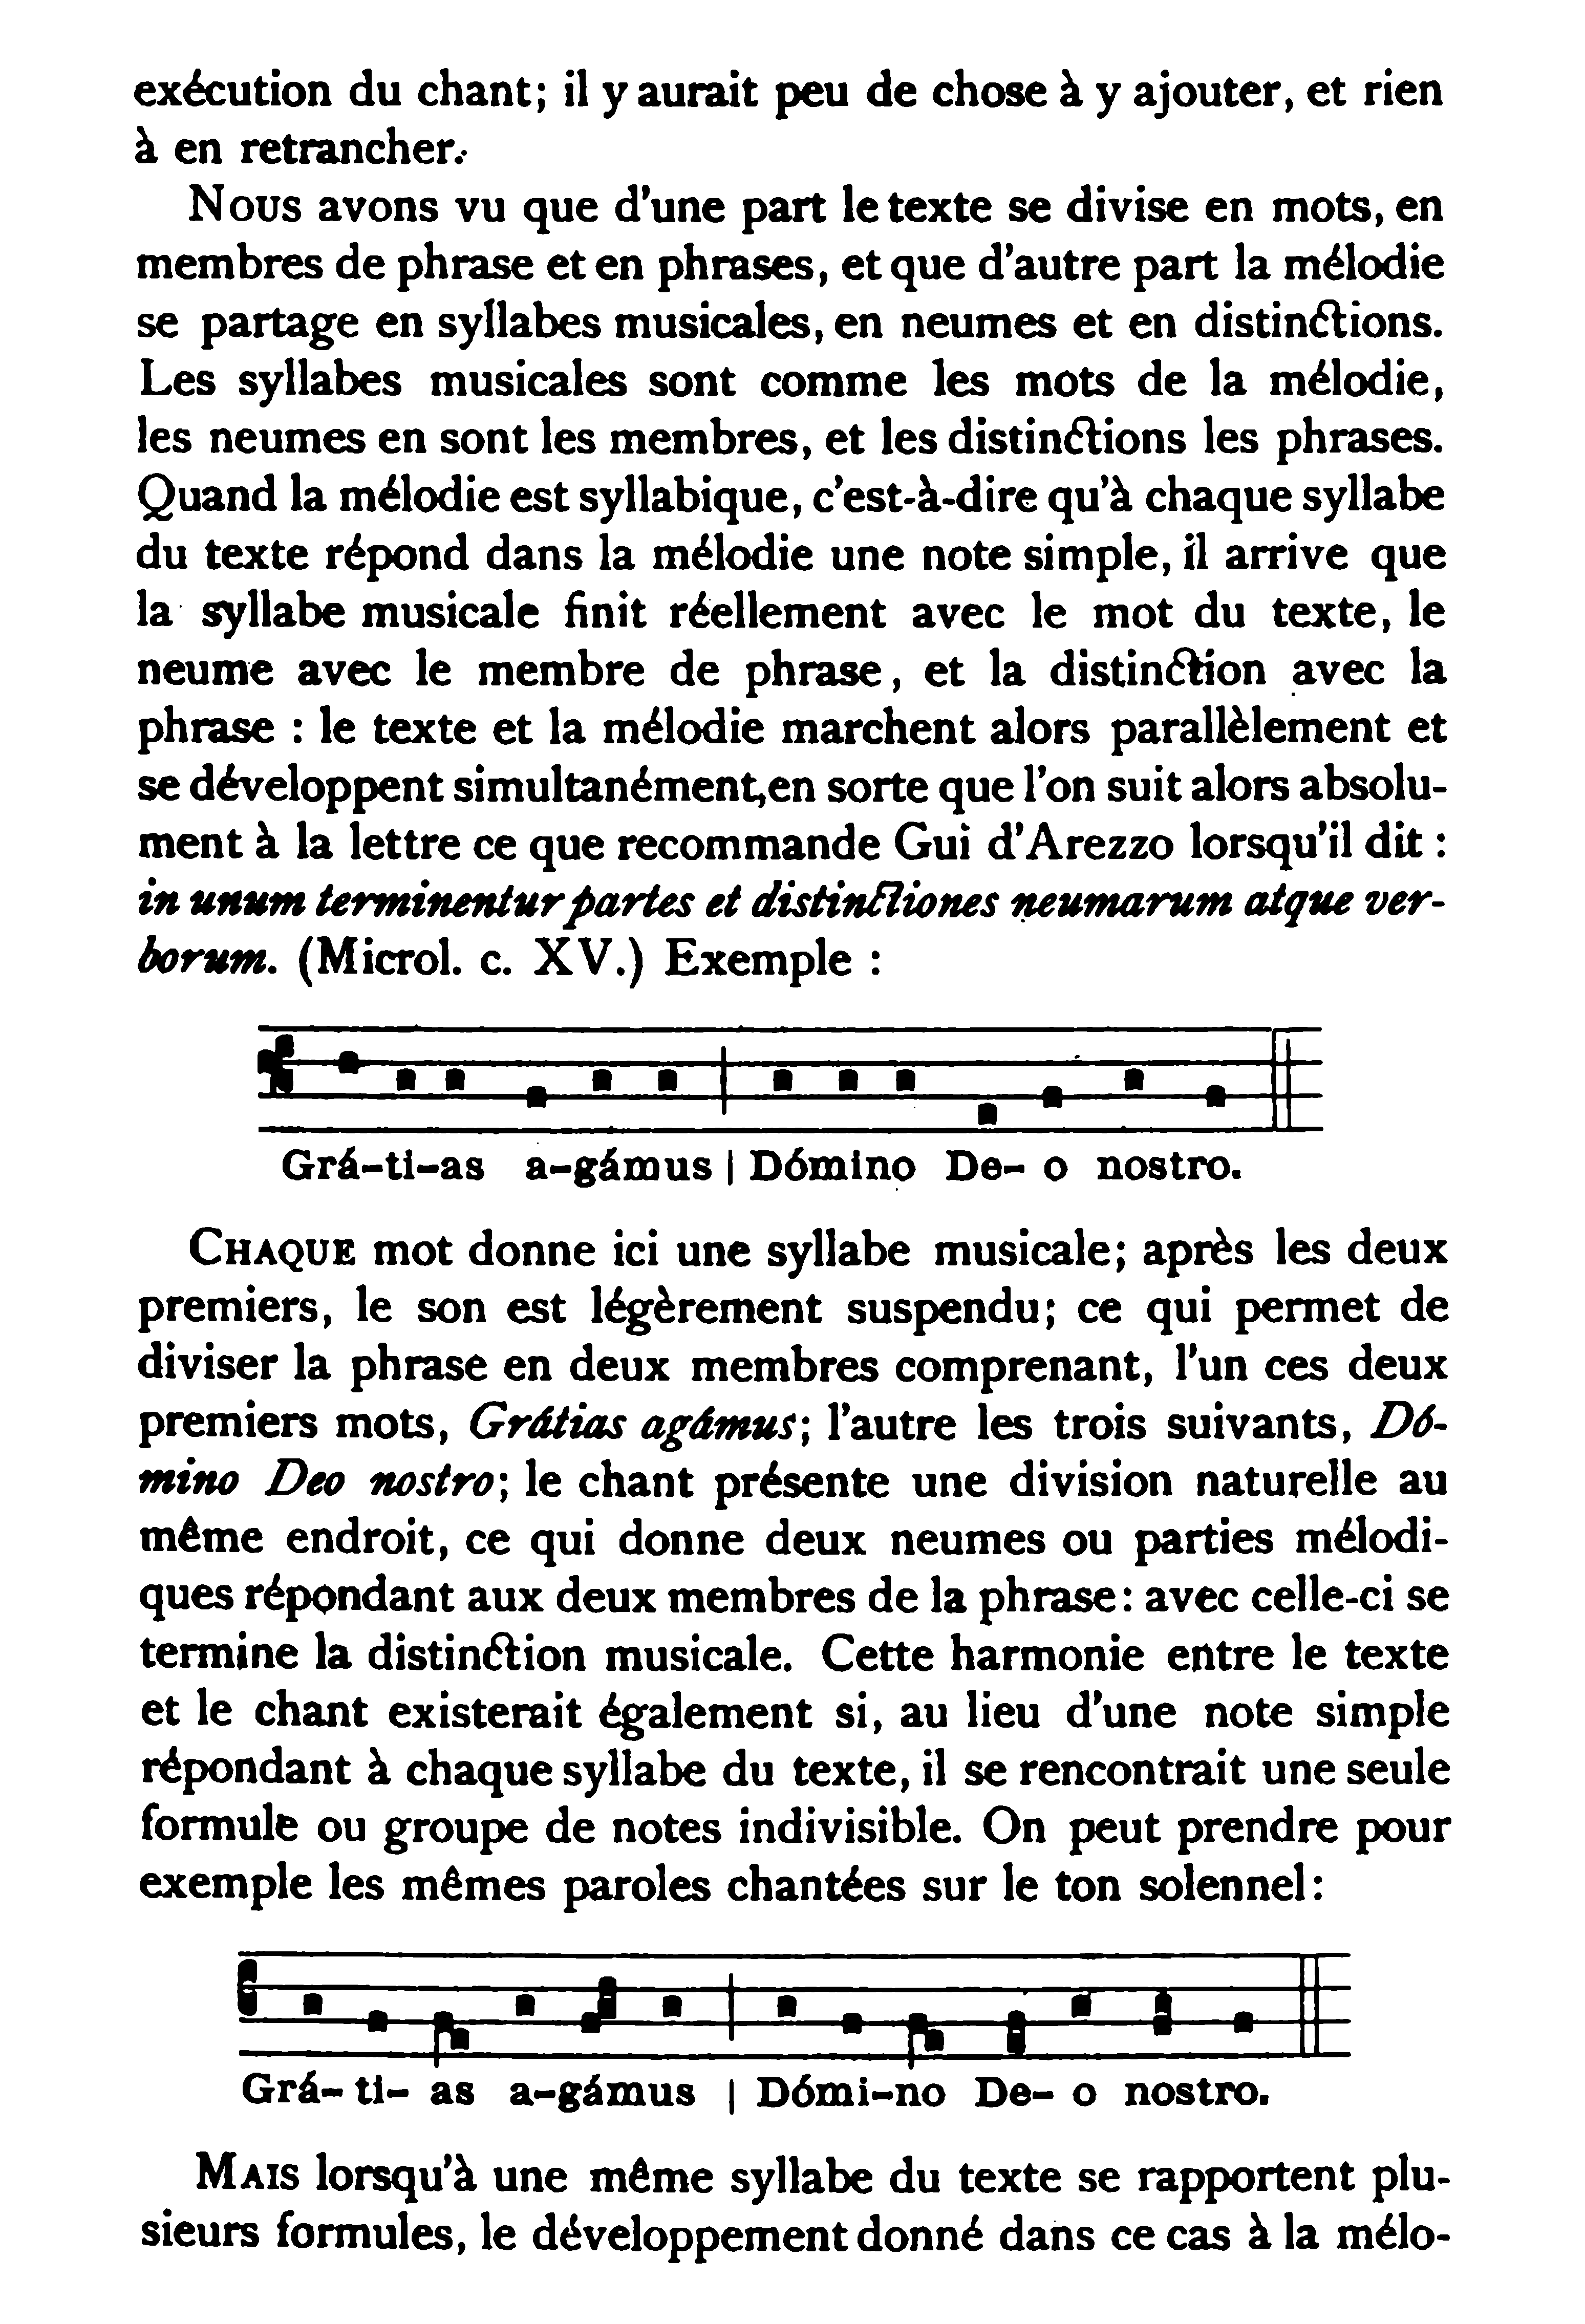 exécution du chant; il y aurait peu de chose à y ajouter, et rien
à en retrancher.
Nous avons vu que d'une part le texte se divise en mots, en
membres de phrase et en phrases, et que d'autre part la mélodie
se partage en syllabes musicales, en neumes et en distinctions.
Les syllabes musicales sont comme les mots de la mélodie,
les neumes en sont les membres, et les distinctions les phrases.
Quand la mélodie est syllabique, c'est-à-dire qu'à chaque syllabe
du texte répond dans la mélodie une note simple, il arrive que
la syllabe musicale finit réellement avec le mot du texte, le
neume avec le membre de phrase, et la distinction avec la
phrase : le texte et la mélodie marchent alors parallèlement et
se développent simultanément, en sorte que l'on suit alors absolu-
ment à la lettre ce que recommande Gui d'Arezzo lorsqu'il dit :
in unum terminentur partes et distinctiones neumarum atque ver-
borum. (Microl. c. XV.) Exemple :
Grá-ti-as a-gámus | Dómino De- o nostro.
CHAQUE mot donne ici une syllabe musicale; après les deux
premiers, le son est légèrement suspendu; ce qui permet de
diviser la phrase en deux membres comprenant, l'un ces deux
premiers mots, Grátias agámus; l'autre les trois suivants, Dó-
mino Deo nostro; le chant présente une division naturelle au
même endroit, ce qui donne deux neumes ou parties mélodi-
ques répondant aux deux membres de la phrase: avec celle-ci se
termine la distinction musicale. Cette harmonie entre le texte
et le chant existerait également si, au lieu d'une note simple
répondant à chaque syllabe du texte, il se rencontrait une seule
formule ou groupe de notes indivisible. On peut prendre pour
exemple les mêmes paroles chantées sur le ton solennel:
Grá- ti- as a-gámus | Dómi-no De- o nostro.
MAIS lorsqu'à une même syllabe du texte se rapportent plu-
sieurs formules, le développement donné dans ce cas à la mélo-